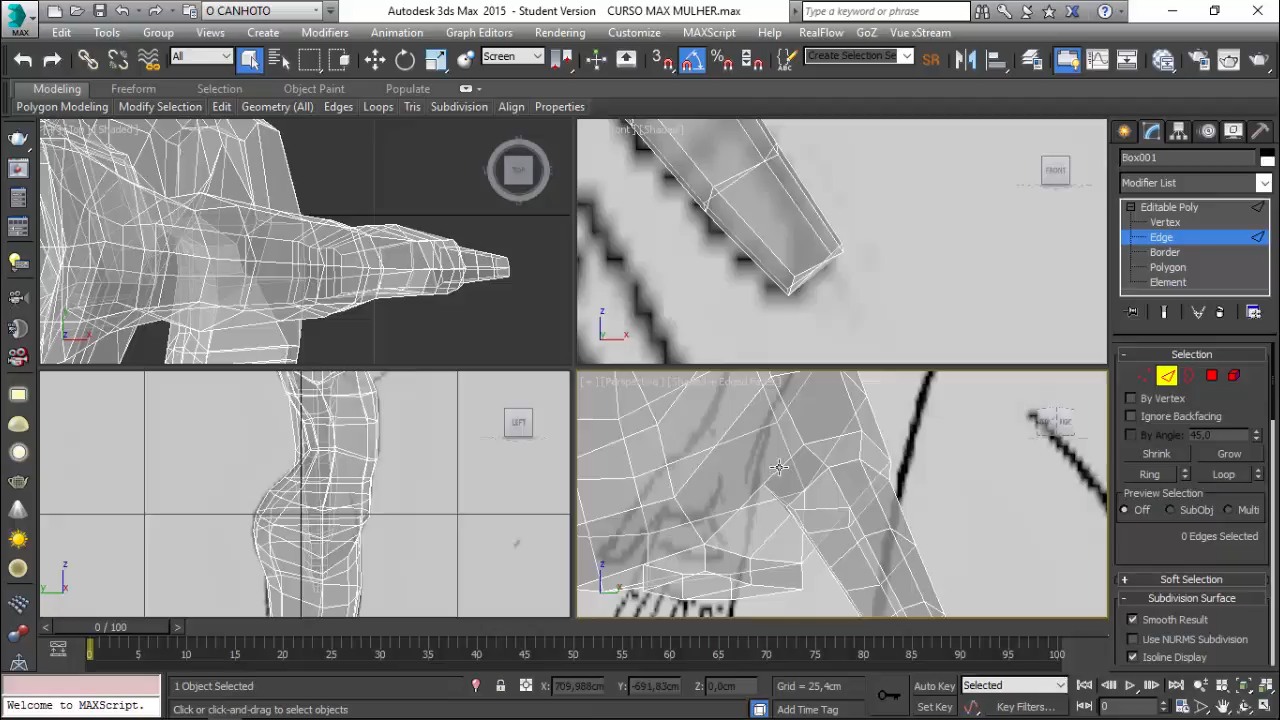 O CANHOTO
Autodesk 3ds Max 2015 - Student Version CURSO MAX MULHER.max
Type a keyword or phrase
MAX
Edit Tools Group Views Create Modifiers Animation Graph Editors Rendering Customize MAXScript Help RealFlow GoZ Vue xStream
All
Screen
Create Selection Se
Modeling Freeform Selection Object Paint Populate
Polygon Modeling Modify Selection Edit Geometry (All) Edges Loops Tris Subdivision Align Properties
TOP
FRONT
LEFT
Box001
Modifier List
Editable Poly
Vertex
Edge
Border
Polygon
Element
Selection
By Vertex
Ignore Backfacing
By Angle: 45,0
Shrink Grow
Ring Loop
Preview Selection
Off SubObj Multi
0 Edges Selected
Soft Selection
Subdivision Surface
Smooth Result
Use NURMS Subdivision
Isoline Display
0 / 100
0 5 10 15 20 25 30 35 40 45 50 55 60 65 70 75 80 85 90 95 100
1 Object Selected
X: 709,988cm Y: -691,83cm Z: 0,0cm Grid = 25,4cm
Auto Key Selected
Welcome to MAXScript.
Click or click-and-drag to select objects
Add Time Tag
Set Key Key Filters...
0